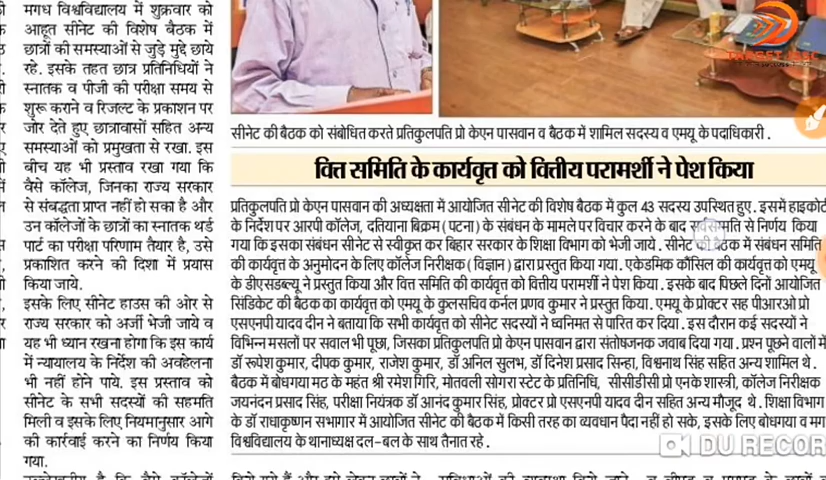 मगध विश्वविद्यालय में शुक्रवार को
आहूत सीनेट की विशेष बैठक में
छात्रों की समस्याओं से जुड़े मुद्दे छाये
रहे. इसके तहत छात्र प्रतिनिधियों ने
स्नातक व पीजी की परीक्षा समय से
शुरू कराने व रिजल्ट के प्रकाशन पर
जोर देते हुए छात्रावासों सहित अन्य
समस्याओं को प्रमुखता से रखा. इस
बीच यह भी प्रस्ताव रखा गया कि
वैसे कॉलेज, जिनका राज्य सरकार
से संबद्धता प्राप्त नहीं हो सका है और
उन कॉलेजों के छात्रों का स्नातक थर्ड
पार्ट का परीक्षा परिणाम तैयार है, उसे
प्रकाशित करने की दिशा में प्रयास
किया जाये.
इसके लिए सीनेट हाउस की ओर से
राज्य सरकार को अर्जी भेजी जाये व
यह भी ध्यान रखना होगा कि इस कार्य
में न्यायालय के निर्देश की अवहेलना
भी नहीं होने पाये. इस प्रस्ताव को
सीनेट के सभी सदस्यों की सहमति
मिली व इसके लिए नियमानुसार आगे
की कार्रवाई करने का निर्णय किया
गया.
सीनेट की बैठक को संबोधित करते प्रतिकुलपति प्रो केएन पासवान व बैठक में शामिल सदस्य व एमयू के पदाधिकारी .
वित्त समिति के कार्यवृत्त को वित्तीय परामर्शी ने पेश किया
प्रतिकुलपति प्रो केएन पासवान की अध्यक्षता में आयोजित सीनेट की विशेष बैठक में कुल 43 सदस्य उपस्थित हुए . इसमें हाइकोर्ट
के निर्देश पर आरपी कॉलेज, दतियाना बिक्रम (पटना) के संबंधन के मामले पर विचार करने के बाद सर्वसम्मति से निर्णय किया
गया कि इसका संबंधन सीनेट से स्वीकृत कर बिहार सरकार के शिक्षा विभाग को भेजी जाये . सीनेट की बैठक में संबंधन समिति
की कार्यवृत्त के अनुमोदन के लिए कॉलेज निरीक्षक (विज्ञान) द्वारा प्रस्तुत किया गया. एकेडमिक कौंसिल की कार्यवृत्त को एमयू
के डीएसडब्ल्यू ने प्रस्तुत किया और वित्त समिति की कार्यवृत्त को वित्तीय परामर्शी ने पेश किया. इसके बाद पिछले दिनों आयोजित
सिंडिकेट की बैठक का कार्यवृत्त को एमयू के कुलसचिव कर्नल प्रणव कुमार ने प्रस्तुत किया. एमयू के प्रोक्टर सह पीआरओ प्रो
एसएनपी यादव दीन ने बताया कि सभी कार्यवृत्त को सीनेट सदस्यों ने ध्वनिमत से पारित कर दिया . इस दौरान कई सदस्यों ने
विभिन्न मसलों पर सवाल भी पूछा, जिसका प्रतिकुलपति प्रो केएन पासवान द्वारा संतोषजनक जवाब दिया गया. प्रश्न पूछने वालों में
डॉ रूपेश कुमार, दीपक कुमार, राजेश कुमार, डॉ अनिल सुलभ, डॉ दिनेश प्रसाद सिन्हा, विश्वनाथ सिंह सहित अन्य शामिल थे .
बैठक में बोधगया मठ के महंत श्री रमेश गिरि, मोतवली सोगरा स्टेट के प्रतिनिधि, सीसीडीसी प्रो एनके शास्त्री, कॉलेज निरीक्षक
जयनंदन प्रसाद सिंह, परीक्षा नियंत्रक डॉ आनंद कुमार सिंह, प्रोक्टर प्रो एसएनपी यादव दीन सहित अन्य मौजूद थे . शिक्षा विभाग
के डॉ राधाकृष्णन सभागार में आयोजित सीनेट की बैठक में किसी तरह का व्यवधान पैदा नहीं हो सके, इसके लिए बोधगया व मग
विश्वविद्यालय के थानाध्यक्ष दल-बल के साथ तैनात रहे .
DU RECOR